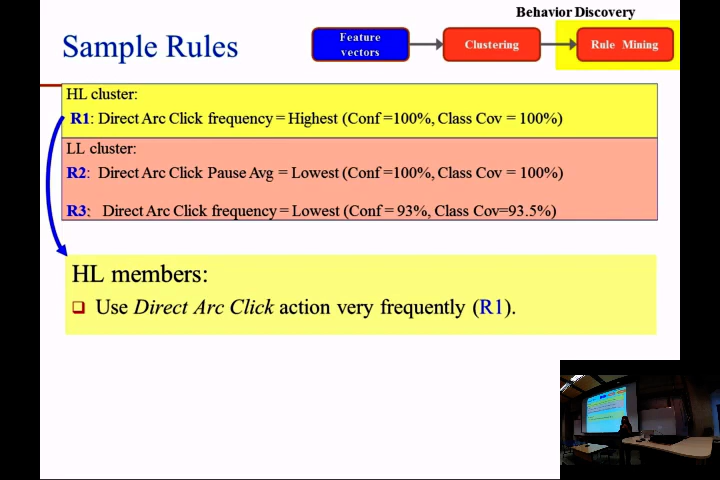 Behavior Discovery
Sample Rules
Feature
vectors
Clustering
Rule Mining
HL cluster:
R1: Direct Arc Click frequency = Highest (Conf =100%, Class Cov = 100%)
LL cluster:
R2: Direct Arc Click Pause Avg = Lowest (Conf =100%, Class Cov = 100%)
R3: Direct Arc Click frequency = Lowest (Conf = 93%, Class Cov=93.5%)
HL members:
Use Direct Arc Click action very frequently (R1).